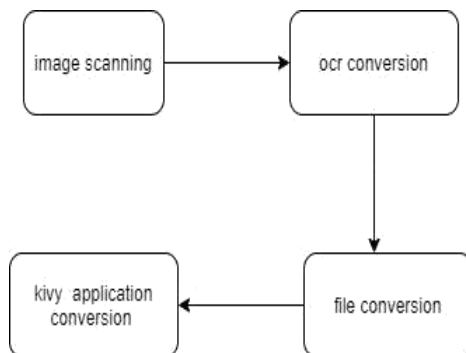 image scanning
ocr conversion
file conversion
kivy application
conversion